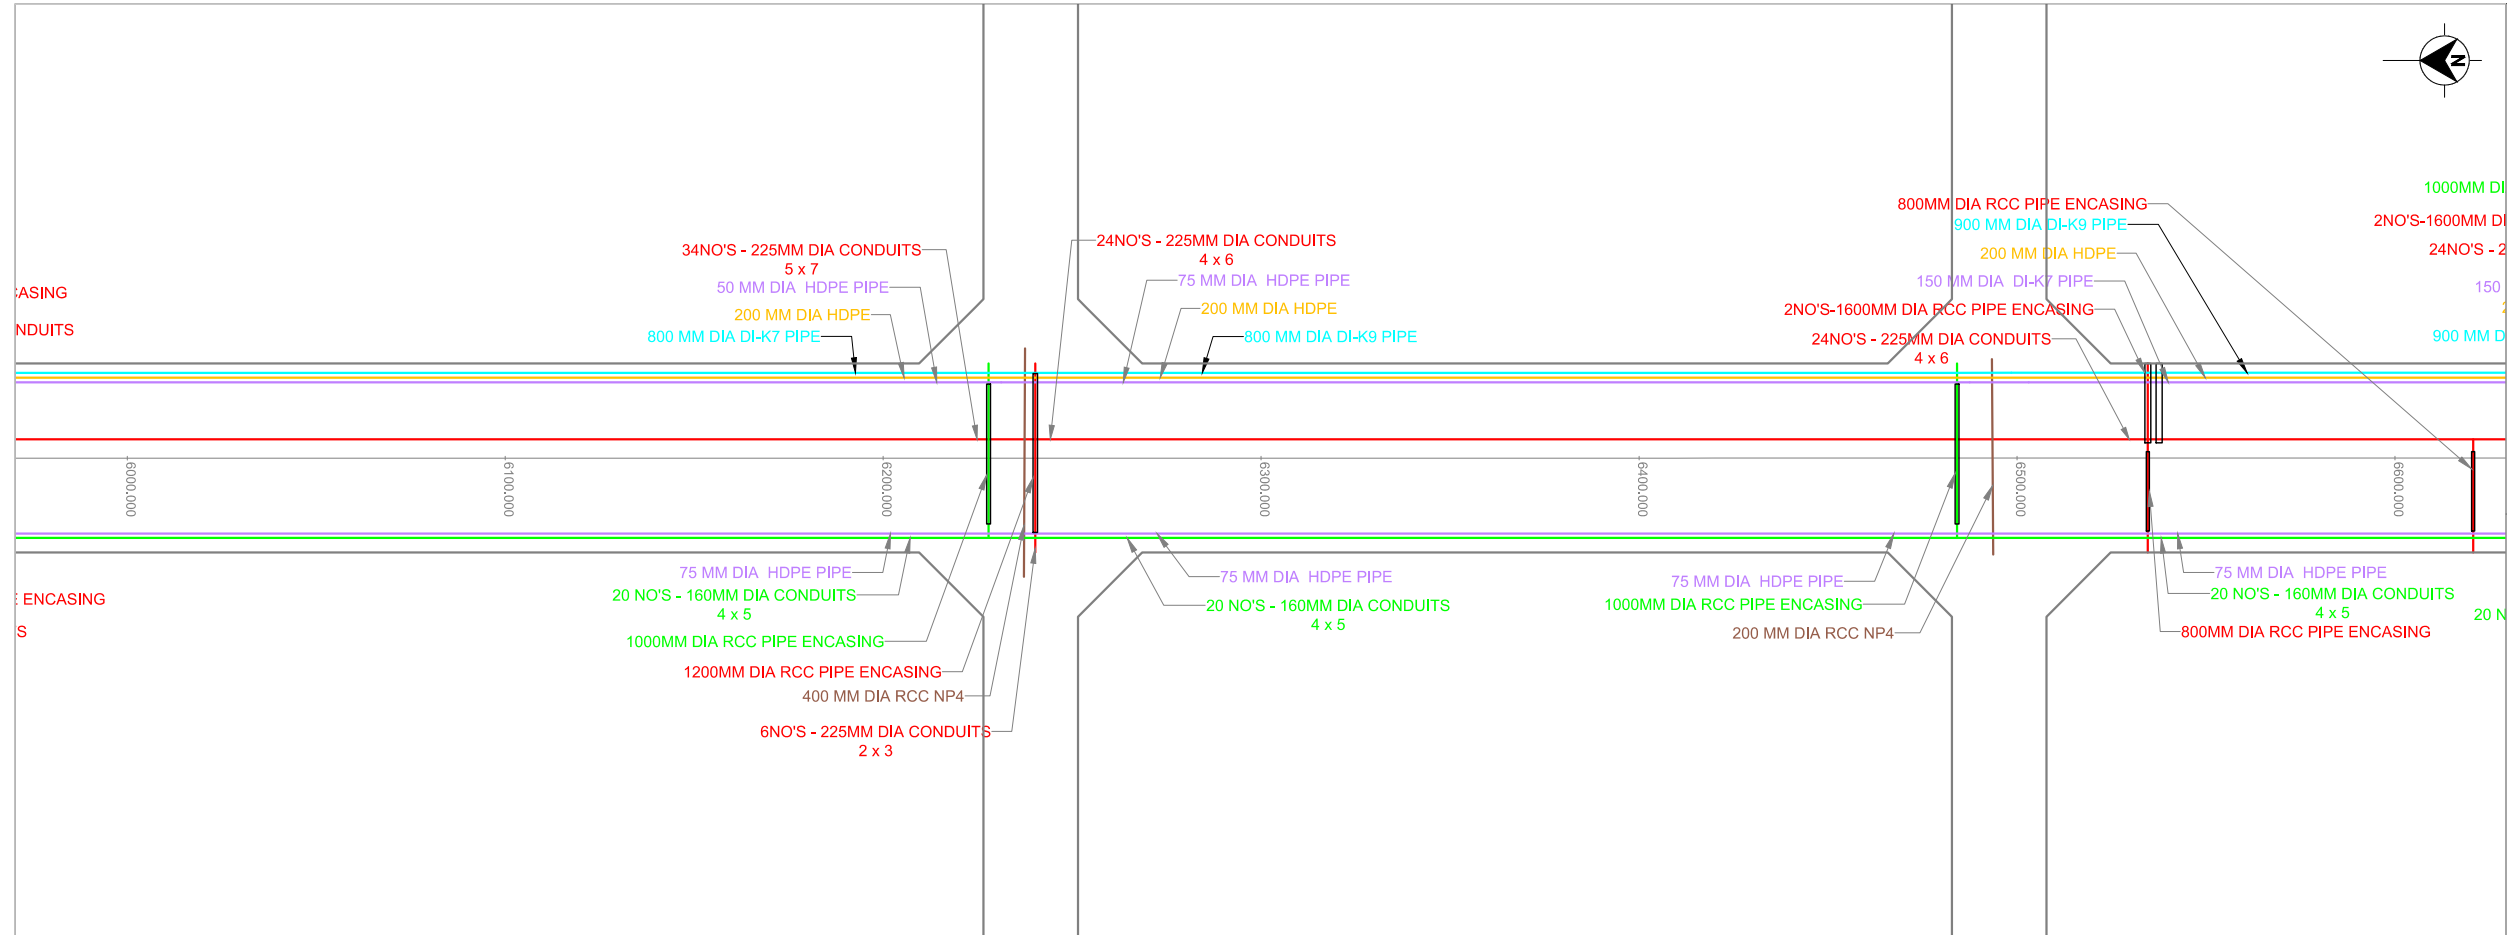 N
1000MM DI
800MM DIA RCC PIPE ENCASING
2NO'S-1600MM DI
900 MM DIA DI-K9 PIPE
34NO'S - 225MM DIA CONDUITS
5 x 7
24NO'S - 225MM DIA CONDUITS
4 x 6
200 MM DIA HDPE
24NO'S - 2
50 MM DIA HDPE PIPE
75 MM DIA HDPE PIPE
150 MM DIA DI-K7 PIPE
150
CASING
200 MM DIA HDPE
200 MM DIA HDPE
2NO'S-1600MM DIA RCC PIPE ENCASING
NDUITS
800 MM DIA DI-K7 PIPE
800 MM DIA DI-K9 PIPE
24NO'S - 225MM DIA CONDUITS
4 x 6
900 MM D
6000.000
6100.000
6200.000
6300.000
6400.000
6500.000
6600.000
75 MM DIA HDPE PIPE
75 MM DIA HDPE PIPE
75 MM DIA HDPE PIPE
75 MM DIA HDPE PIPE
ENCASING
20 NO'S - 160MM DIA CONDUITS
4 x 5
20 NO'S - 160MM DIA CONDUITS
4 x 5
1000MM DIA RCC PIPE ENCASING
20 NO'S - 160MM DIA CONDUITS
4 x 5
20 N
S
1000MM DIA RCC PIPE ENCASING
200 MM DIA RCC NP4
800MM DIA RCC PIPE ENCASING
1200MM DIA RCC PIPE ENCASING
400 MM DIA RCC NP4
6NO'S - 225MM DIA CONDUITS
2 x 3